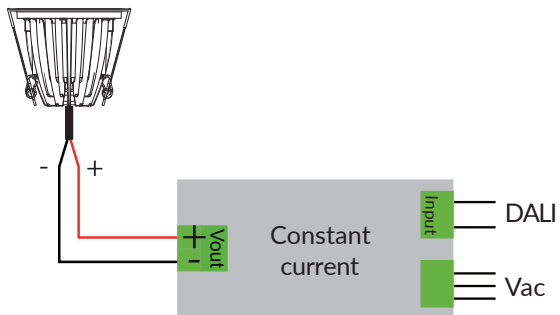 - +
+ Vout
-
Constant
current
Input
DALI
Vac